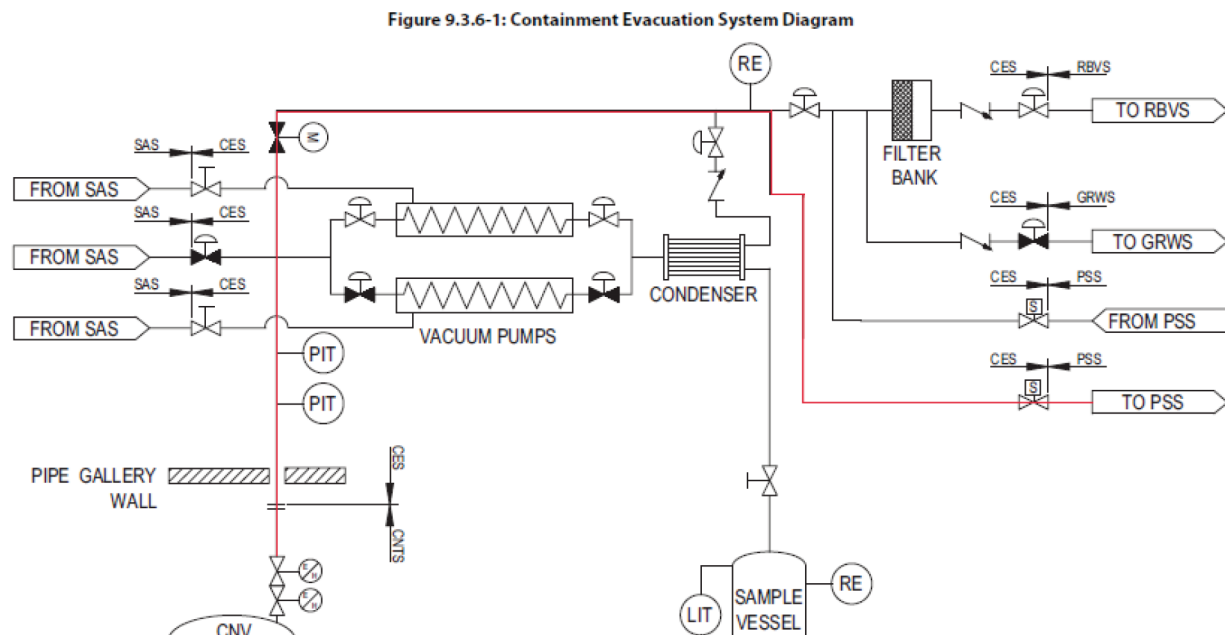 Figure 9.3.6-1: Containment Evacuation System Diagram
RE
CES
RBVS
TO RBVS
FILTER
BANK
M
SAS
CES
FROM SAS
SAS
CES
FROM SAS
SAS
CES
FROM SAS
VACUUM PUMPS
CONDENSER
CES
GRWS
TO GRWS
CES
PSS
S
FROM PSS
CES
PSS
S
TO PSS
PIT
PIT
PIPE GALLERY
WALL
CES
CNTS
E
H
E
H
CNV
LIT
SAMPLE
VESSEL
RE